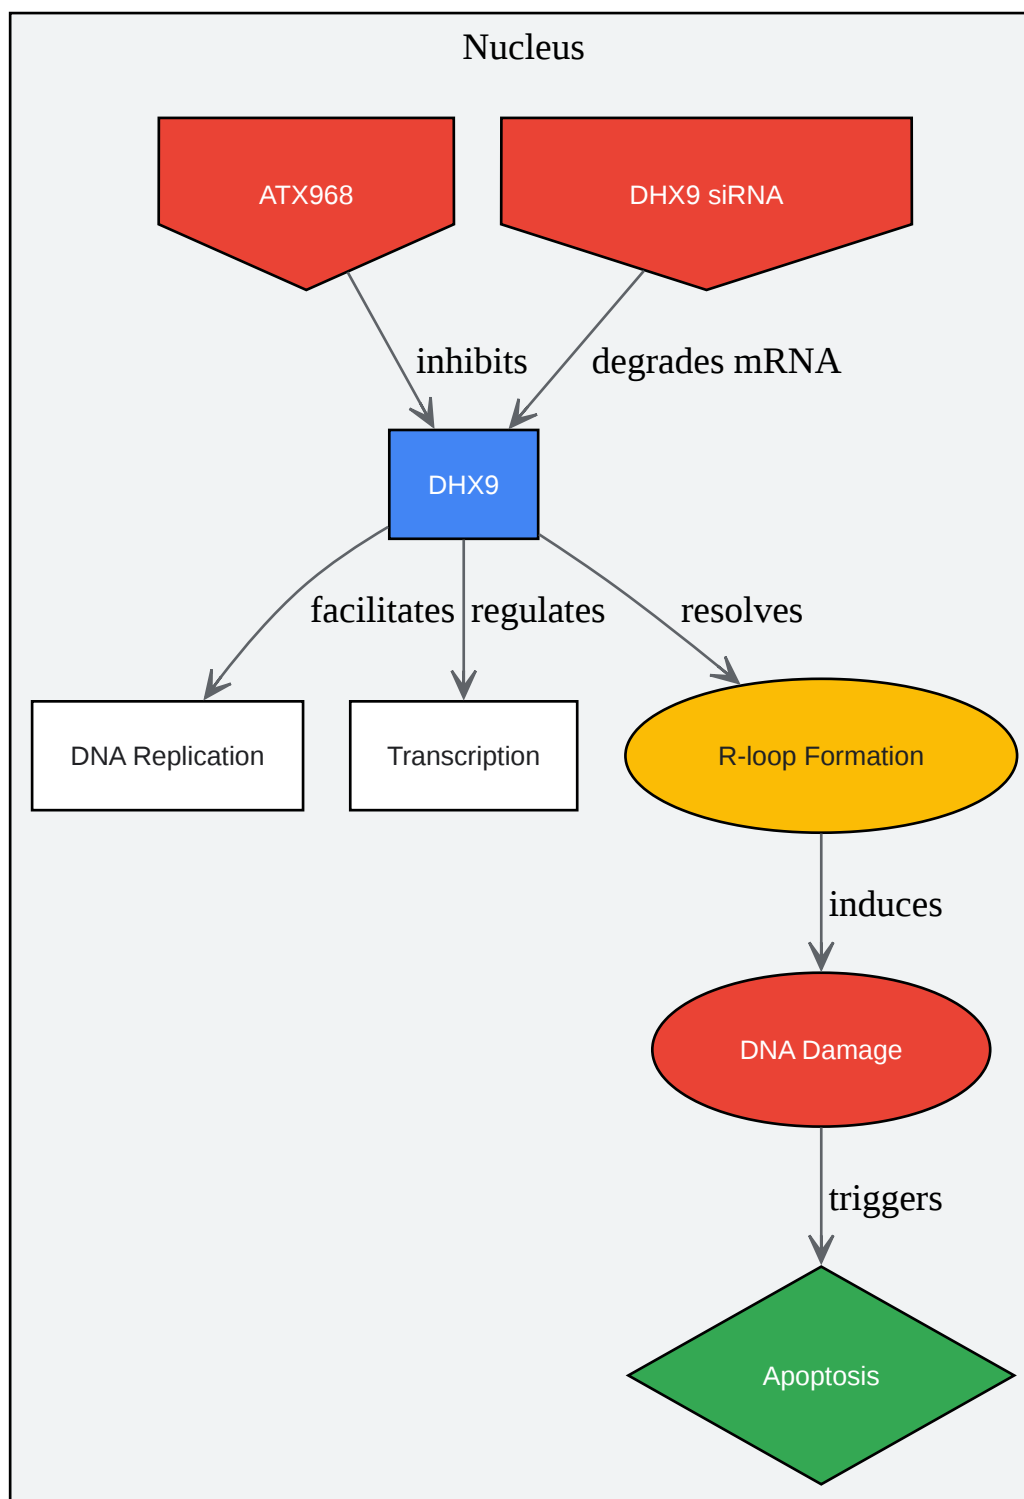 Nucleus
ATX968
DHX9 siRNA
inhibits
degrades mRNA
DHX9
facilitates
regulates
resolves
DNA Replication
Transcription
R-loop Formation
induces
DNA Damage
triggers
Apoptosis